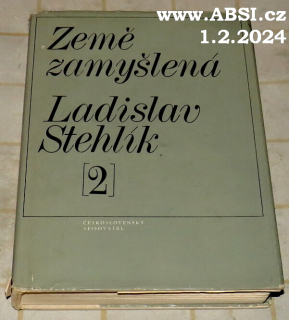 www.ABSI.cz
1.2.2024
Země
zamyšlená
Ladislav
Stehlík
[2]
ČESKOSLOVENSKÝ
SPISOVATEL